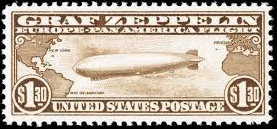 GRAF ZEPPELIN
EUROPE-PAN AMERICA FLIGHT
NEW YORK
FRIEDRICHSHAFEN
RIO DE JANEIRO
$1.30 $1.30
UNITED STATES POSTAGE